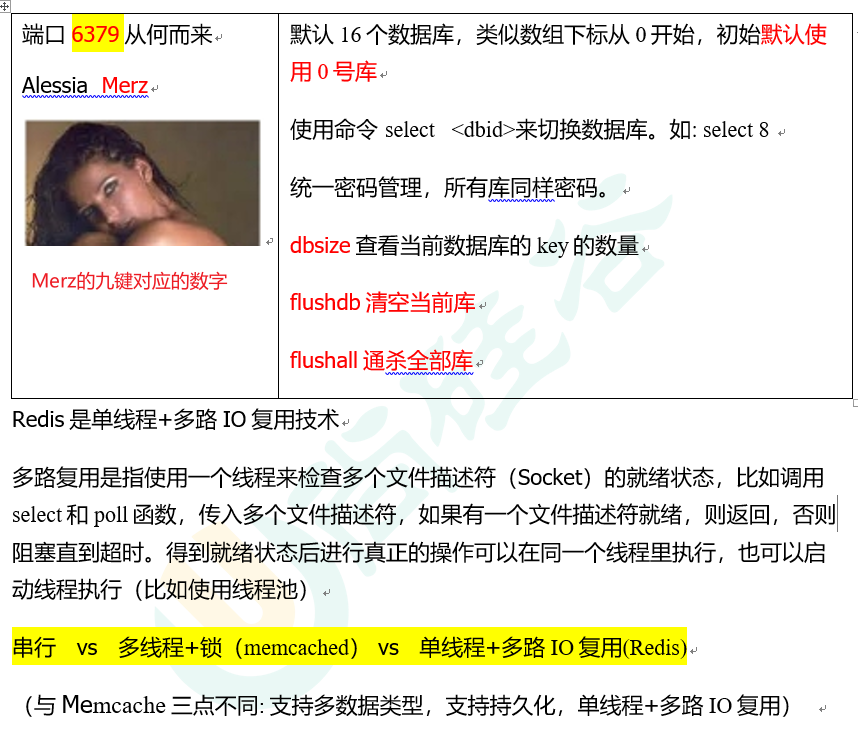 端口 6379 从何而来
Alessia Merz
Merz的九键对应的数字
默认 16 个数据库，类似数组下标从 0 开始，初始默认使
用 0 号库
使用命令 select <dbid>来切换数据库。如: select 8
统一密码管理，所有库同样密码。
dbsize 查看当前数据库的 key 的数量
flushdb 清空当前库
flushall 通杀全部库
Redis 是单线程+多路 IO 复用技术
多路复用是指使用一个线程来检查多个文件描述符（Socket）的就绪状态，比如调用
select 和 poll 函数，传入多个文件描述符，如果有一个文件描述符就绪，则返回，否则
阻塞直到超时。得到就绪状态后进行真正的操作可以在同一个线程里执行，也可以启
动线程执行（比如使用线程池）
串行 vs 多线程+锁（memcached） vs 单线程+多路 IO 复用(Redis)
（与 Memcache 三点不同: 支持多数据类型，支持持久化，单线程+多路 IO 复用）
尚硅谷